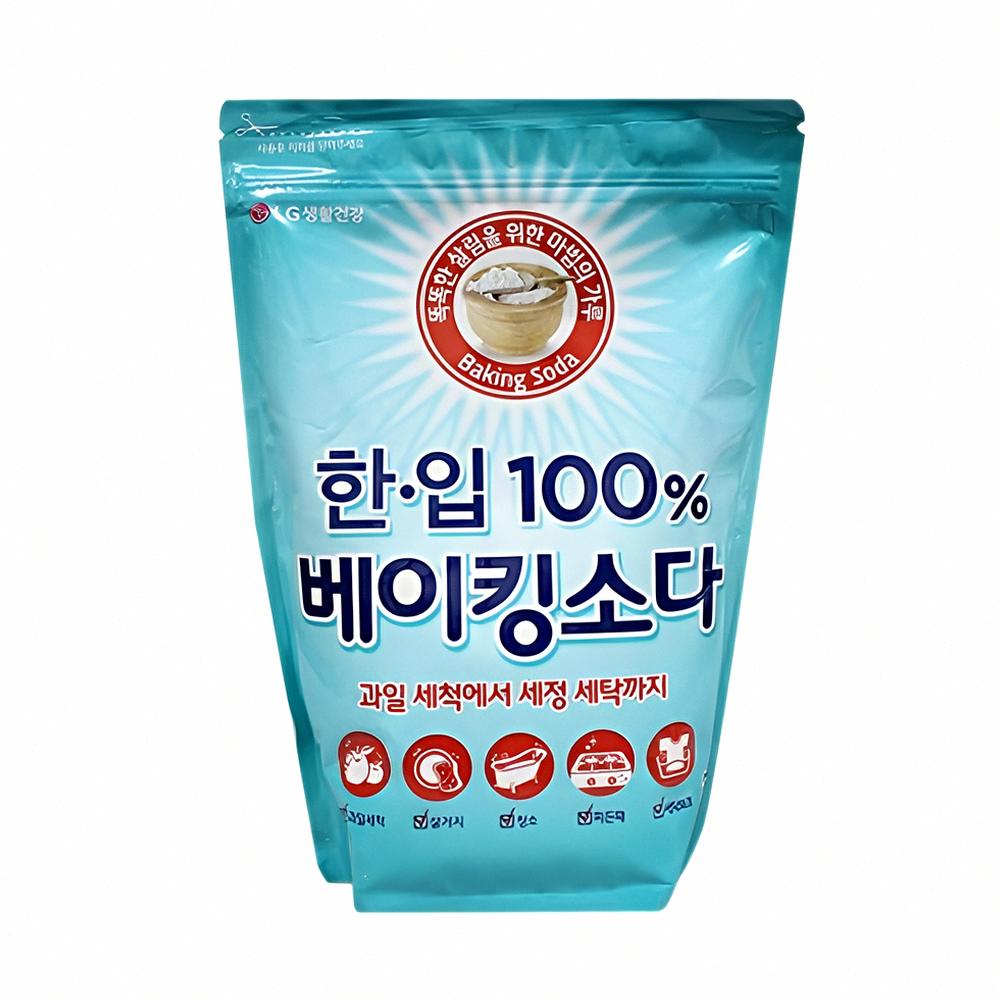 LG생활건강
똑똑한 살림을 위한 마법의 가루
Baking Soda
한·입 100%
베이킹소다
과일 세척에서 세정 세탁까지
설거지